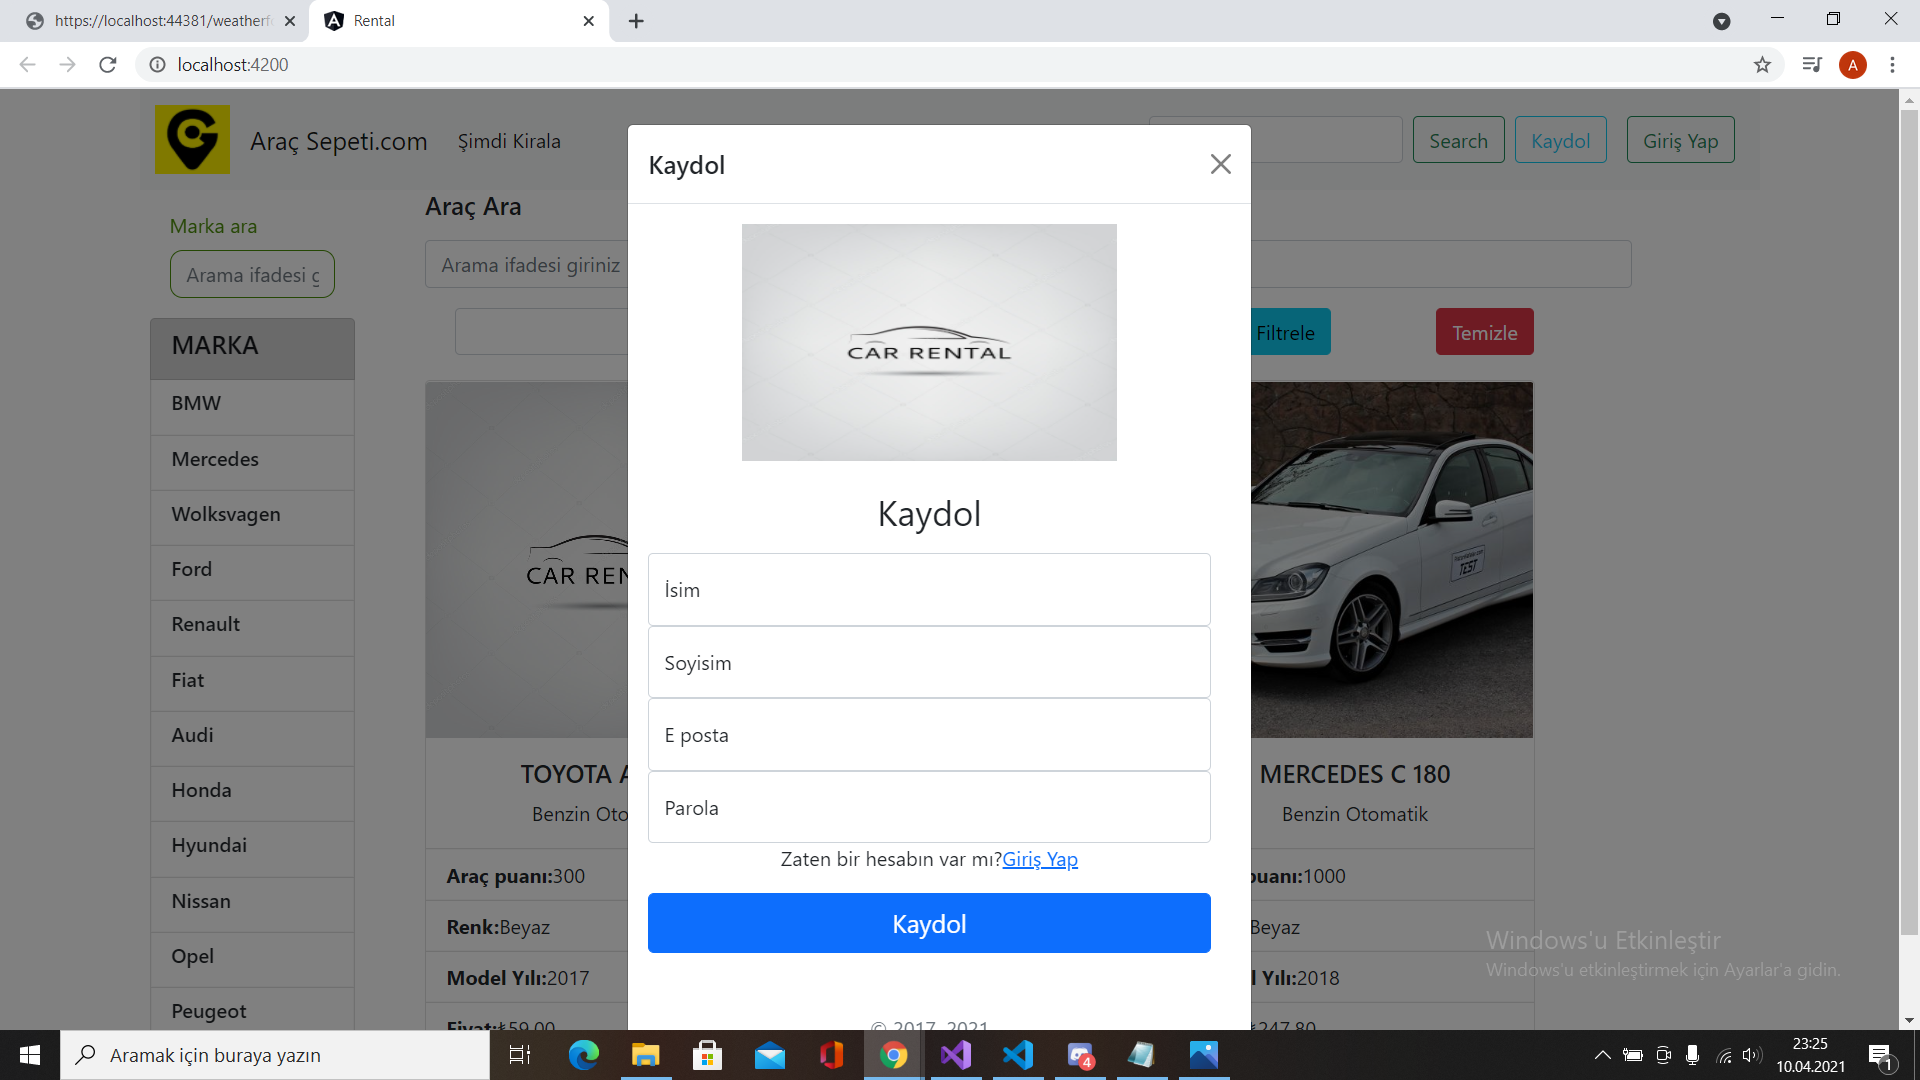 https://localhost:44381/weatherf
Rental
localhost:4200
A
Araç Sepeti.com
Şimdi Kirala
Search
Kaydol
Giriş Yap
Marka ara
Arama ifadesi g
MARKA
BMW
Mercedes
Wolksvagen
Ford
Renault
Fiat
Audi
Honda
Hyundai
Nissan
Opel
Peugeot
Araç Ara
Arama ifadesi giriniz
Filtrele
Temizle
CAR REN
TOYOTA
Benzin Oto
Araç puanı:300
Renk:Beyaz
Model Yılı:2017
Fiyat:₺59.00
Kaydol
CAR RENTAL
Kaydol
İsim
Soyisim
E posta
Parola
Zaten bir hesabın var mı?Giriş Yap
Kaydol
© 2017-2021
TEST
MERCEDES C 180
Benzin Otomatik
puanı:1000
Beyaz
l Yılı:2018
₺247.80
Windows'u Etkinleştir
Windows'u etkinleştirmek için Ayarlar'a gidin.
Aramak için buraya yazın
4
23:25
10.04.2021
1